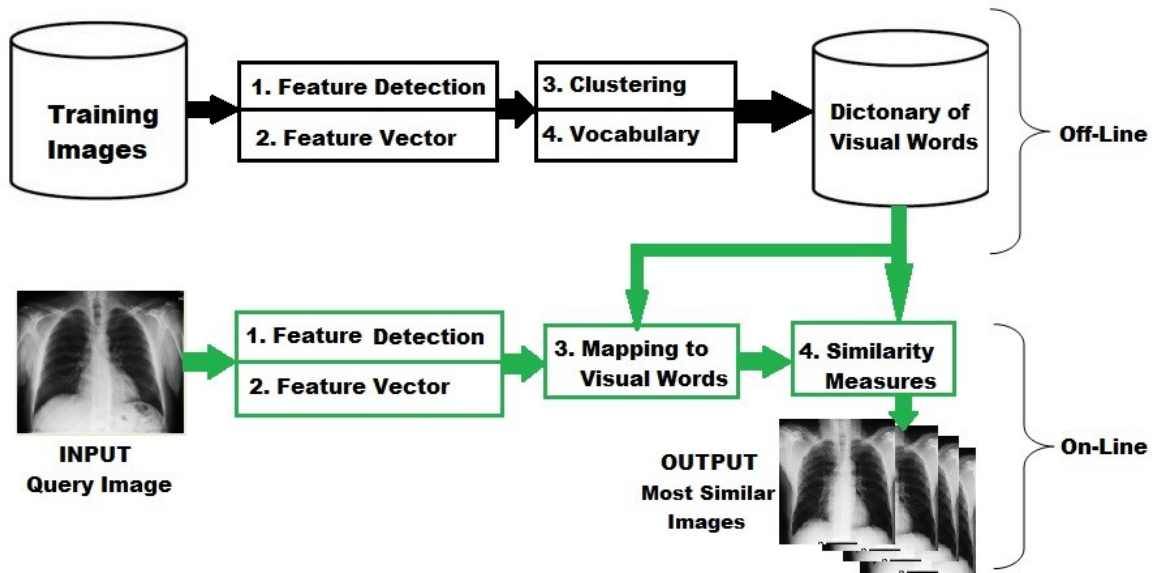 Training
Images
1. Feature Detection
2. Feature Vector
3. Clustering
4. Vocabulary
Dictonary of
Visual Words
Off-Line
INPUT
Query Image
1. Feature Detection
2. Feature Vector
3. Mapping to
Visual Words
4. Similarity
Measures
OUTPUT
Most Similar
Images
On-Line